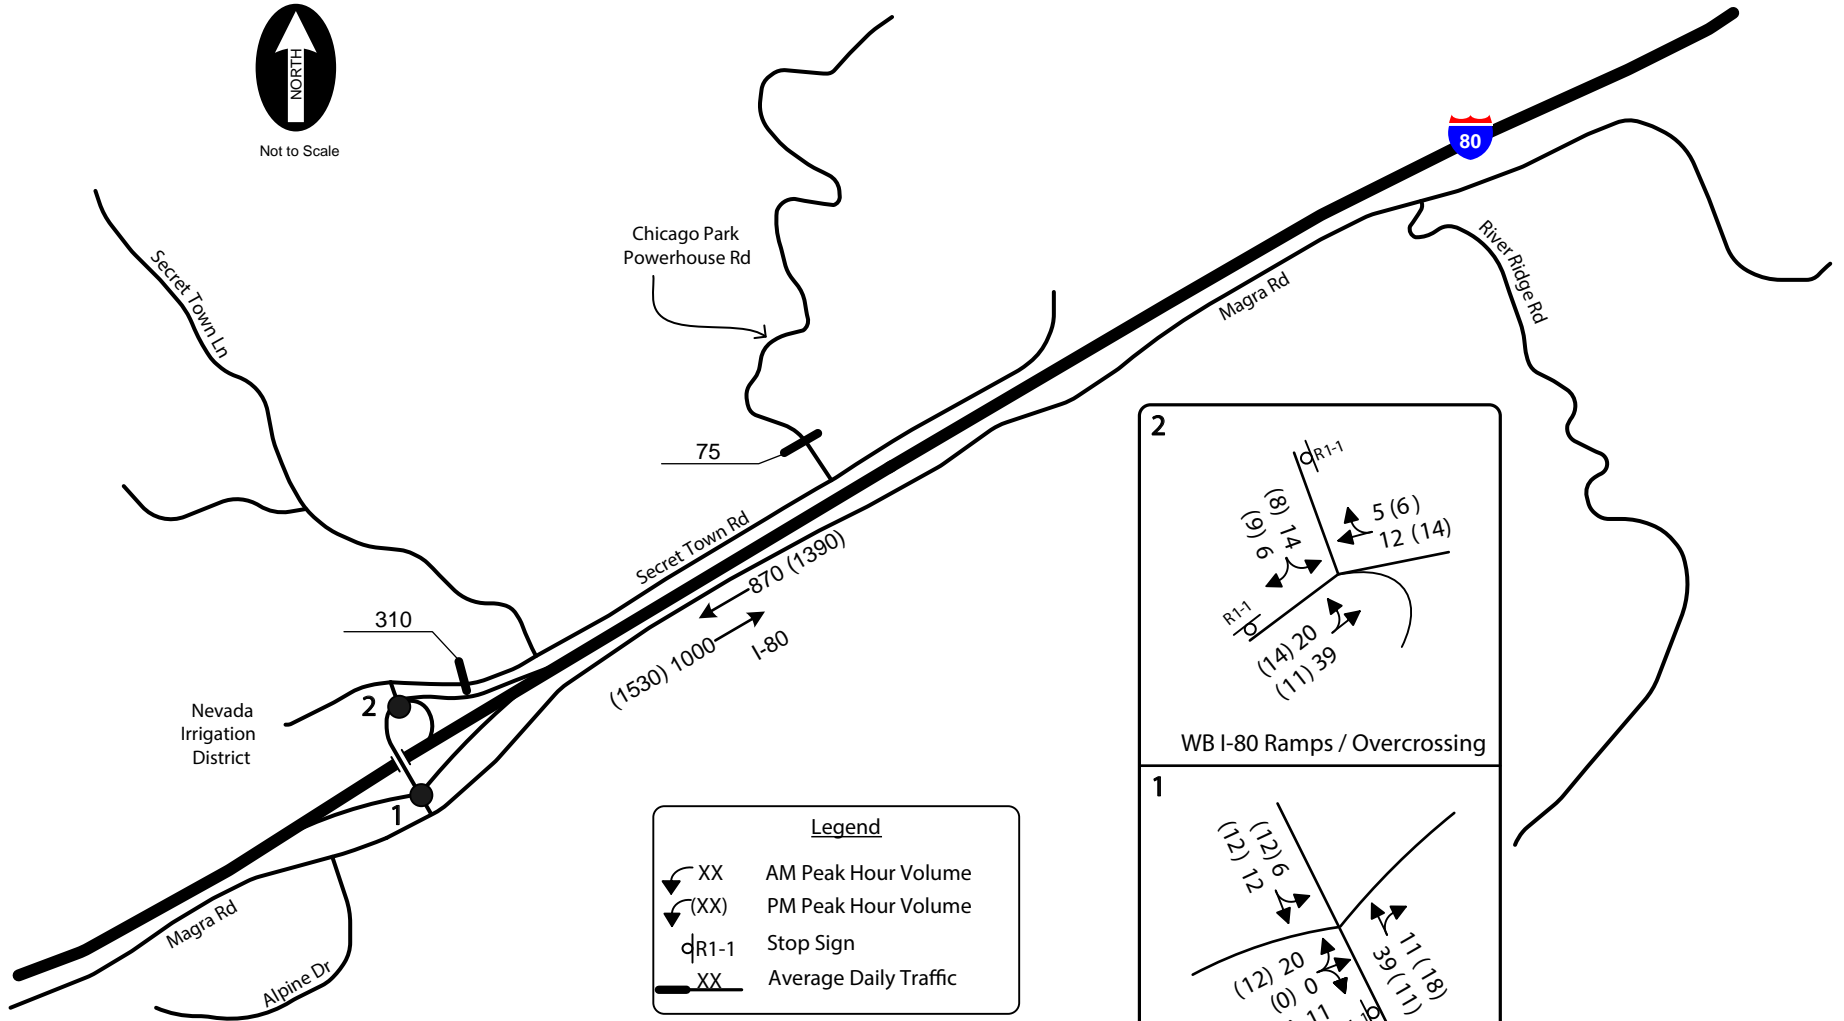 NORTH
Not to Scale
80
Chicago Park
Powerhouse Rd
Secret Town Ln
River Ridge Rd
Magra Rd
75
Secret Town Rd
870 (1390)
(1530) 1000
I-80
310
Nevada
Irrigation
District
2
1
Magra Rd
Alpine Dr
Legend
XX AM Peak Hour Volume
(XX) PM Peak Hour Volume
R1-1 Stop Sign
XX Average Daily Traffic
2
R1-1
(8) 14
(9) 6
5 (6)
12 (14)
R1-1
(14) 20
(11) 39
WB I-80 Ramps / Overcrossing
1
(12) 6
(12) 12
11 (18)
39 (11)
(12) 20
(0) 0
11